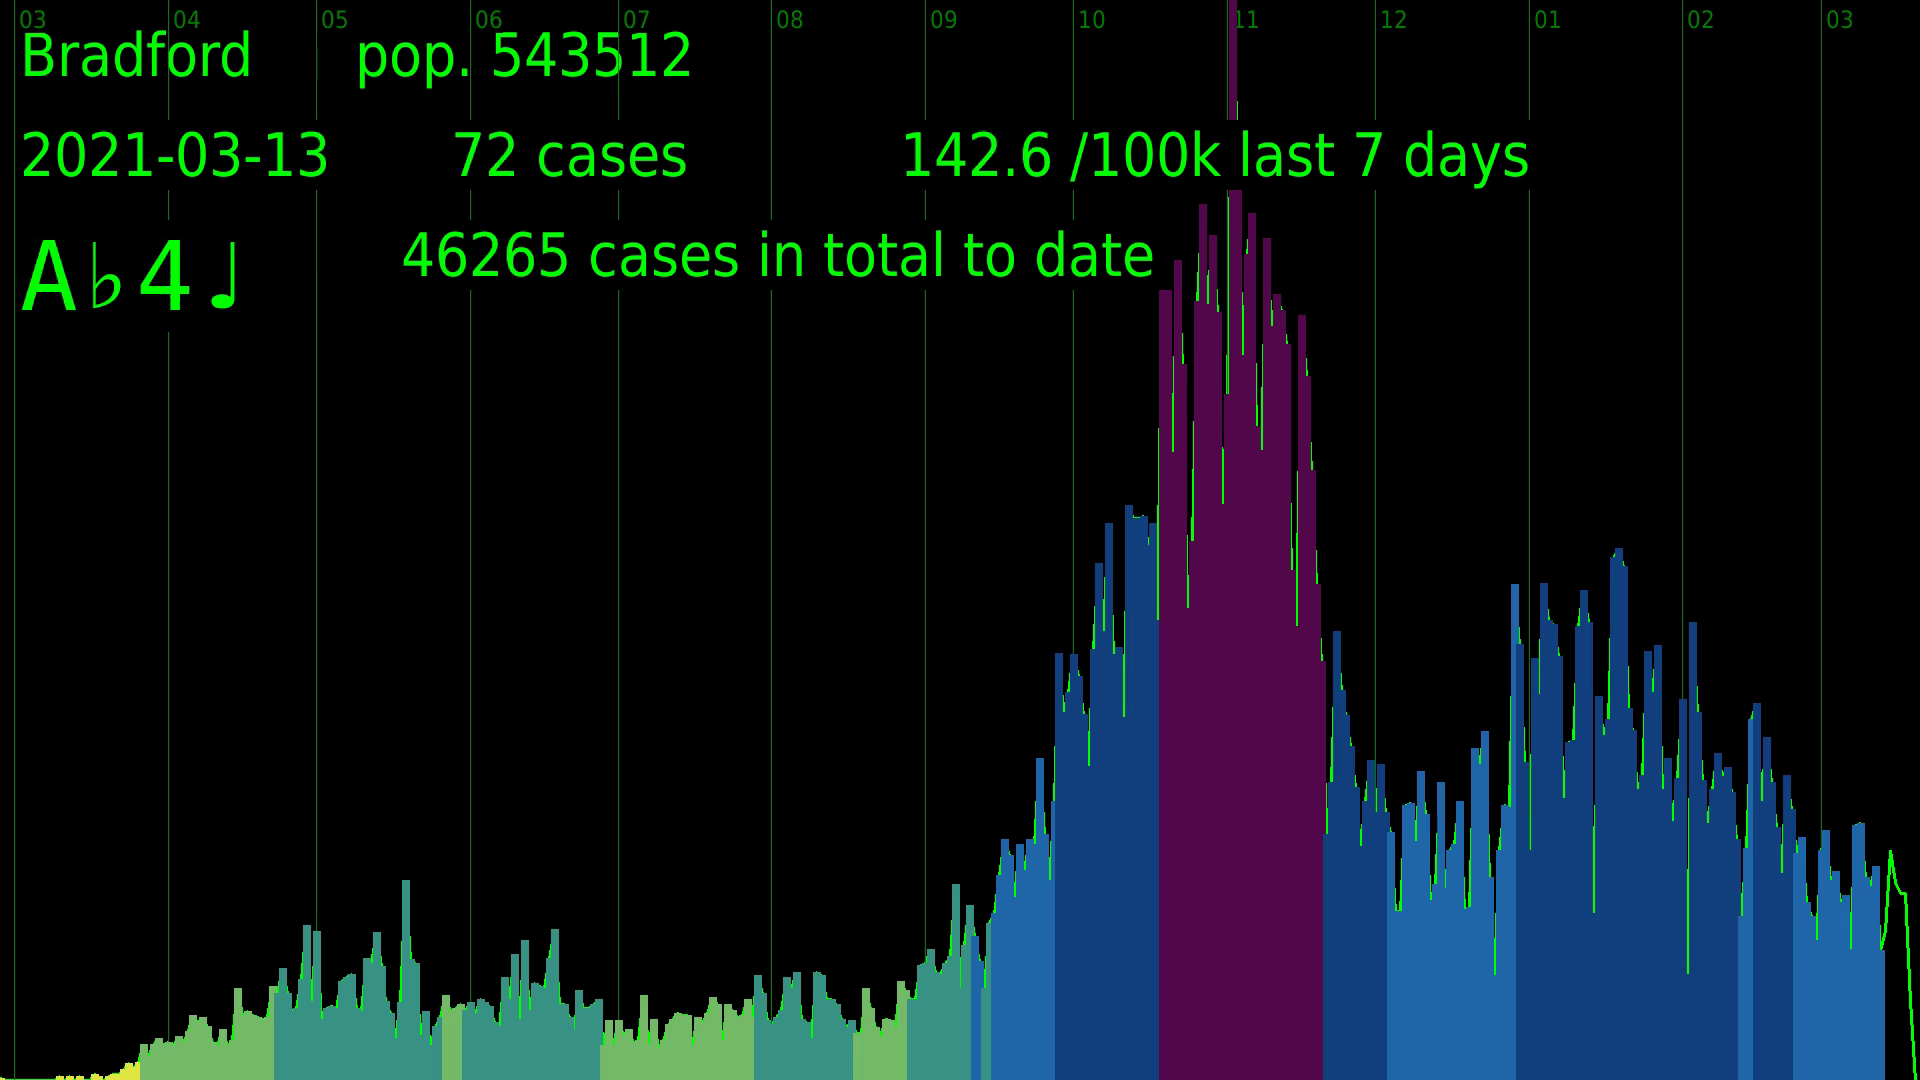 03 04 05 06 07 08 09 10 11 12 01 02 03
Bradford pop. 543512
2021-03-13 72 cases 142.6 /100k last 7 days
A♭4♩ 46265 cases in total to date